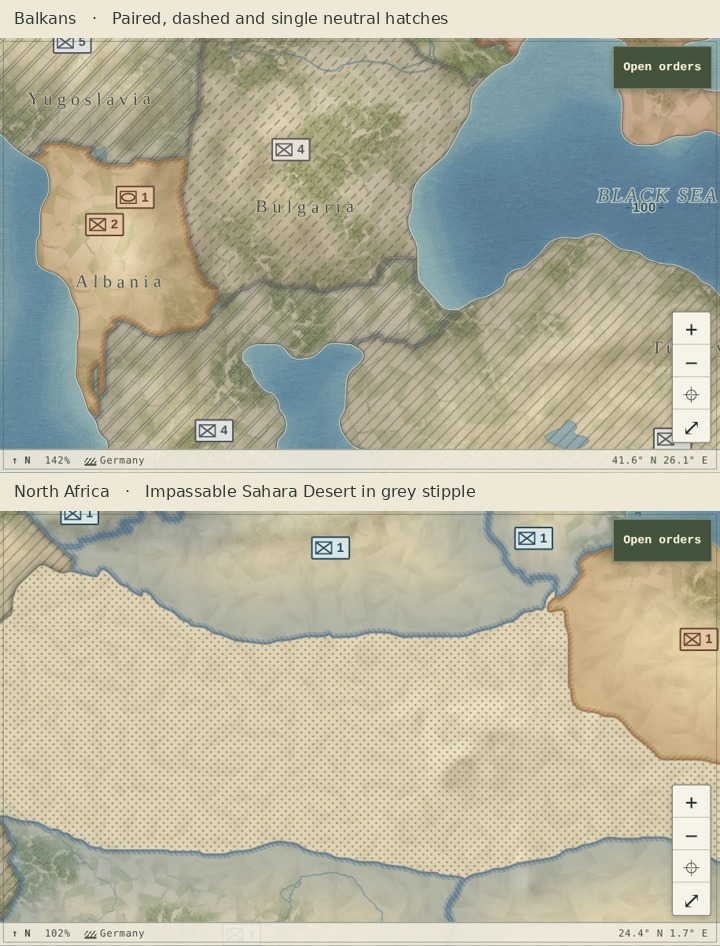 Balkans · Paired, dashed and single neutral hatches
5
Open orders
Yugoslavia
4
1
BLACK SEA
-100-
Bulgaria
2
Albania
+
−
4
↑ N 142% Germany
41.6° N 26.1° E
North Africa · Impassable Sahara Desert in grey stipple
1
1
1
Open orders
1
+
−
1
↑ N 102% Germany
24.4° N 1.7° E